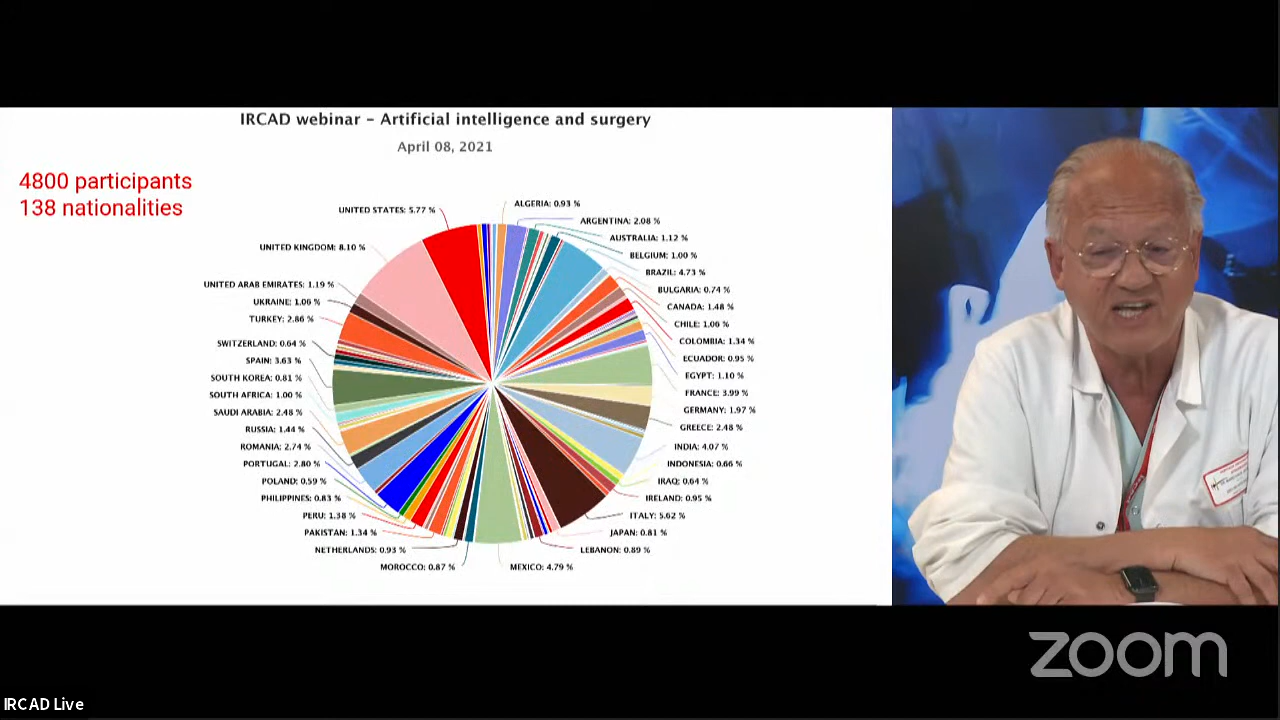 IRCAD webinar – Artificial intelligence and surgery
April 08, 2021
4800 participants
138 nationalities
ALGERIA: 0.93 %
ARGENTINA: 2.08 %
AUSTRALIA: 1.12 %
BELGIUM: 1.00 %
BRAZIL: 4.73 %
BULGARIA: 0.74 %
CANADA: 1.48 %
CHILE: 1.06 %
COLOMBIA: 1.34 %
ECUADOR: 0.95 %
EGYPT: 1.10 %
FRANCE: 3.99 %
GERMANY: 1.97 %
GREECE: 2.48 %
INDIA: 4.07 %
INDONESIA: 0.66 %
IRAQ: 0.64 %
IRELAND: 0.95 %
ITALY: 5.62 %
JAPAN: 0.81 %
LEBANON: 0.89 %
MEXICO: 4.79 %
MOROCCO: 0.87 %
NETHERLANDS: 0.93 %
PAKISTAN: 1.34 %
PERU: 1.38 %
PHILIPPINES: 0.83 %
POLAND: 0.59 %
PORTUGAL: 2.80 %
ROMANIA: 2.74 %
RUSSIA: 1.44 %
SAUDI ARABIA: 2.48 %
SOUTH AFRICA: 1.00 %
SOUTH KOREA: 0.81 %
SPAIN: 3.63 %
SWITZERLAND: 0.64 %
TURKEY: 2.86 %
UKRAINE: 1.06 %
UNITED ARAB EMIRATES: 1.19 %
UNITED KINGDOM: 8.10 %
UNITED STATES: 5.77 %
zoom
IRCAD Live